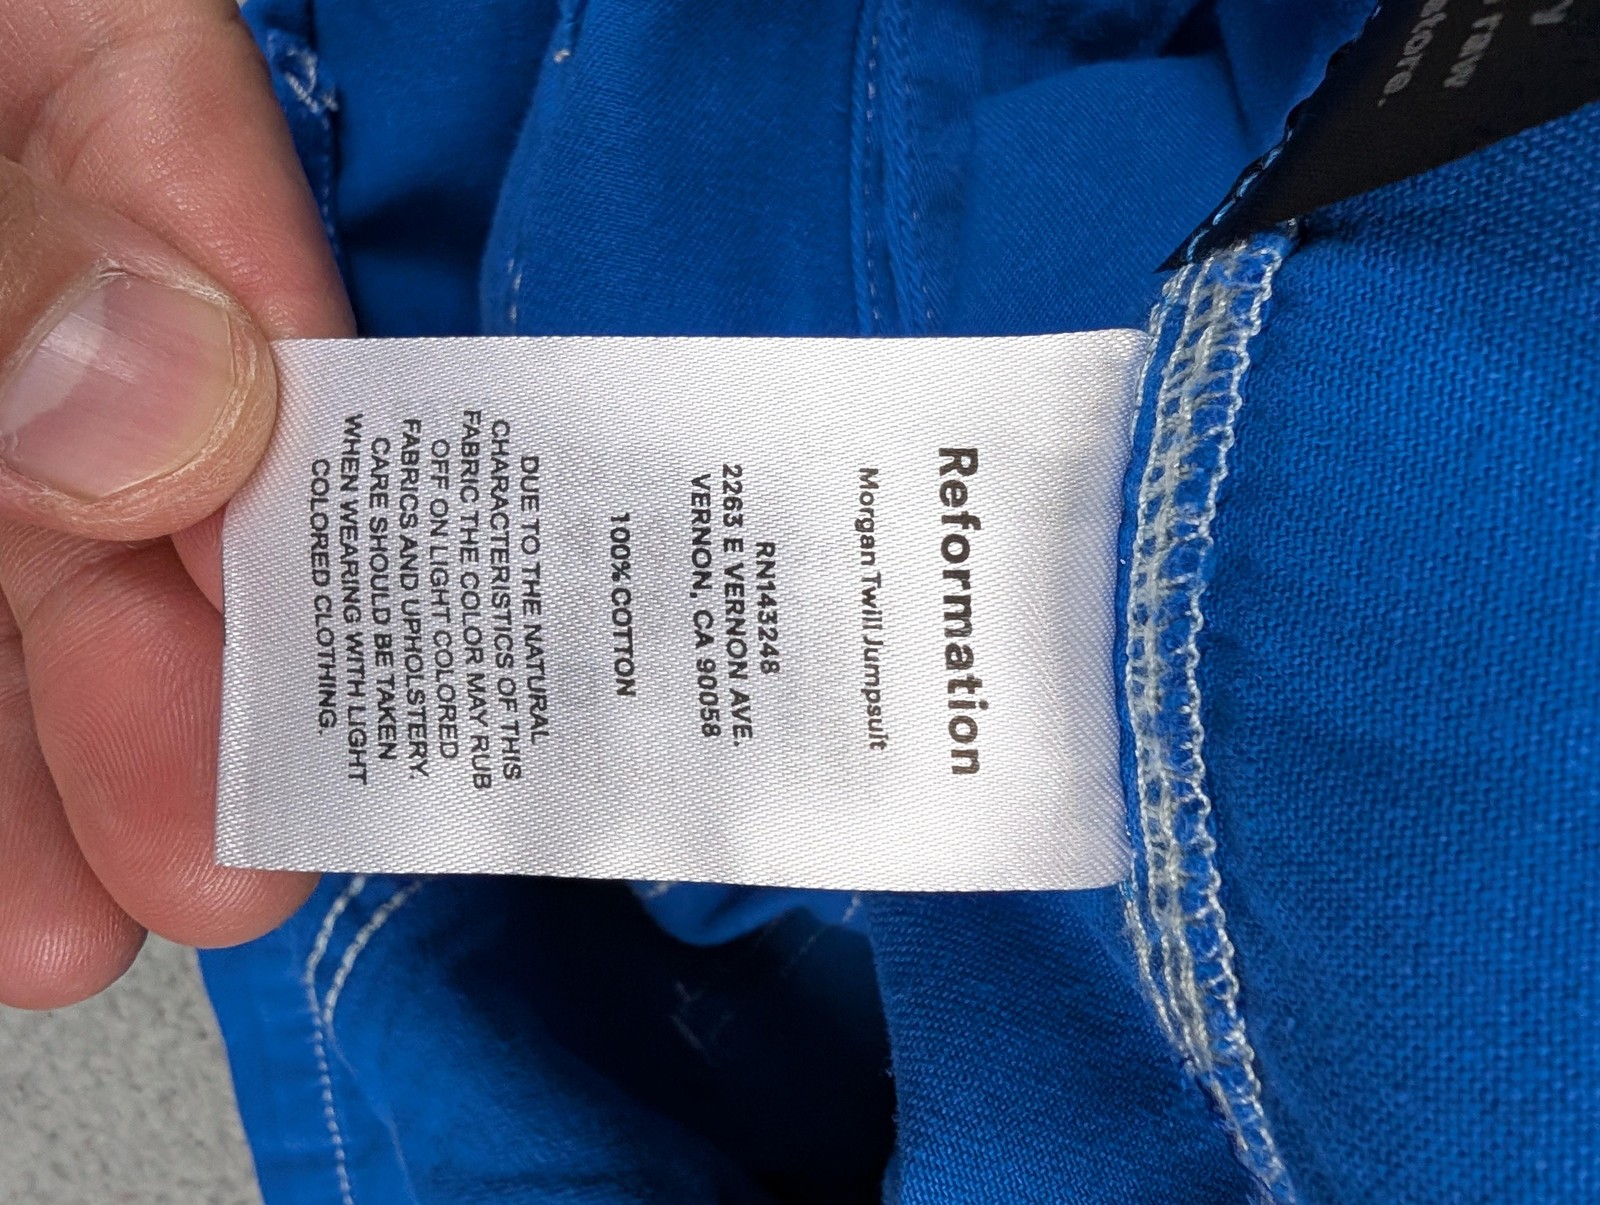 Reformation
Morgan Twill Jumpsuit
RN143248
2263 E VERNON AVE.
VERNON, CA 90058
100% COTTON
DUE TO THE NATURAL
CHARACTERISTICS OF THIS
FABRIC THE COLOR MAY RUB
OFF ON LIGHT COLORED
FABRICS AND UPHOLSTERY.
CARE SHOULD BE TAKEN
WHEN WEARING WITH LIGHT
COLORED CLOTHING.
raw